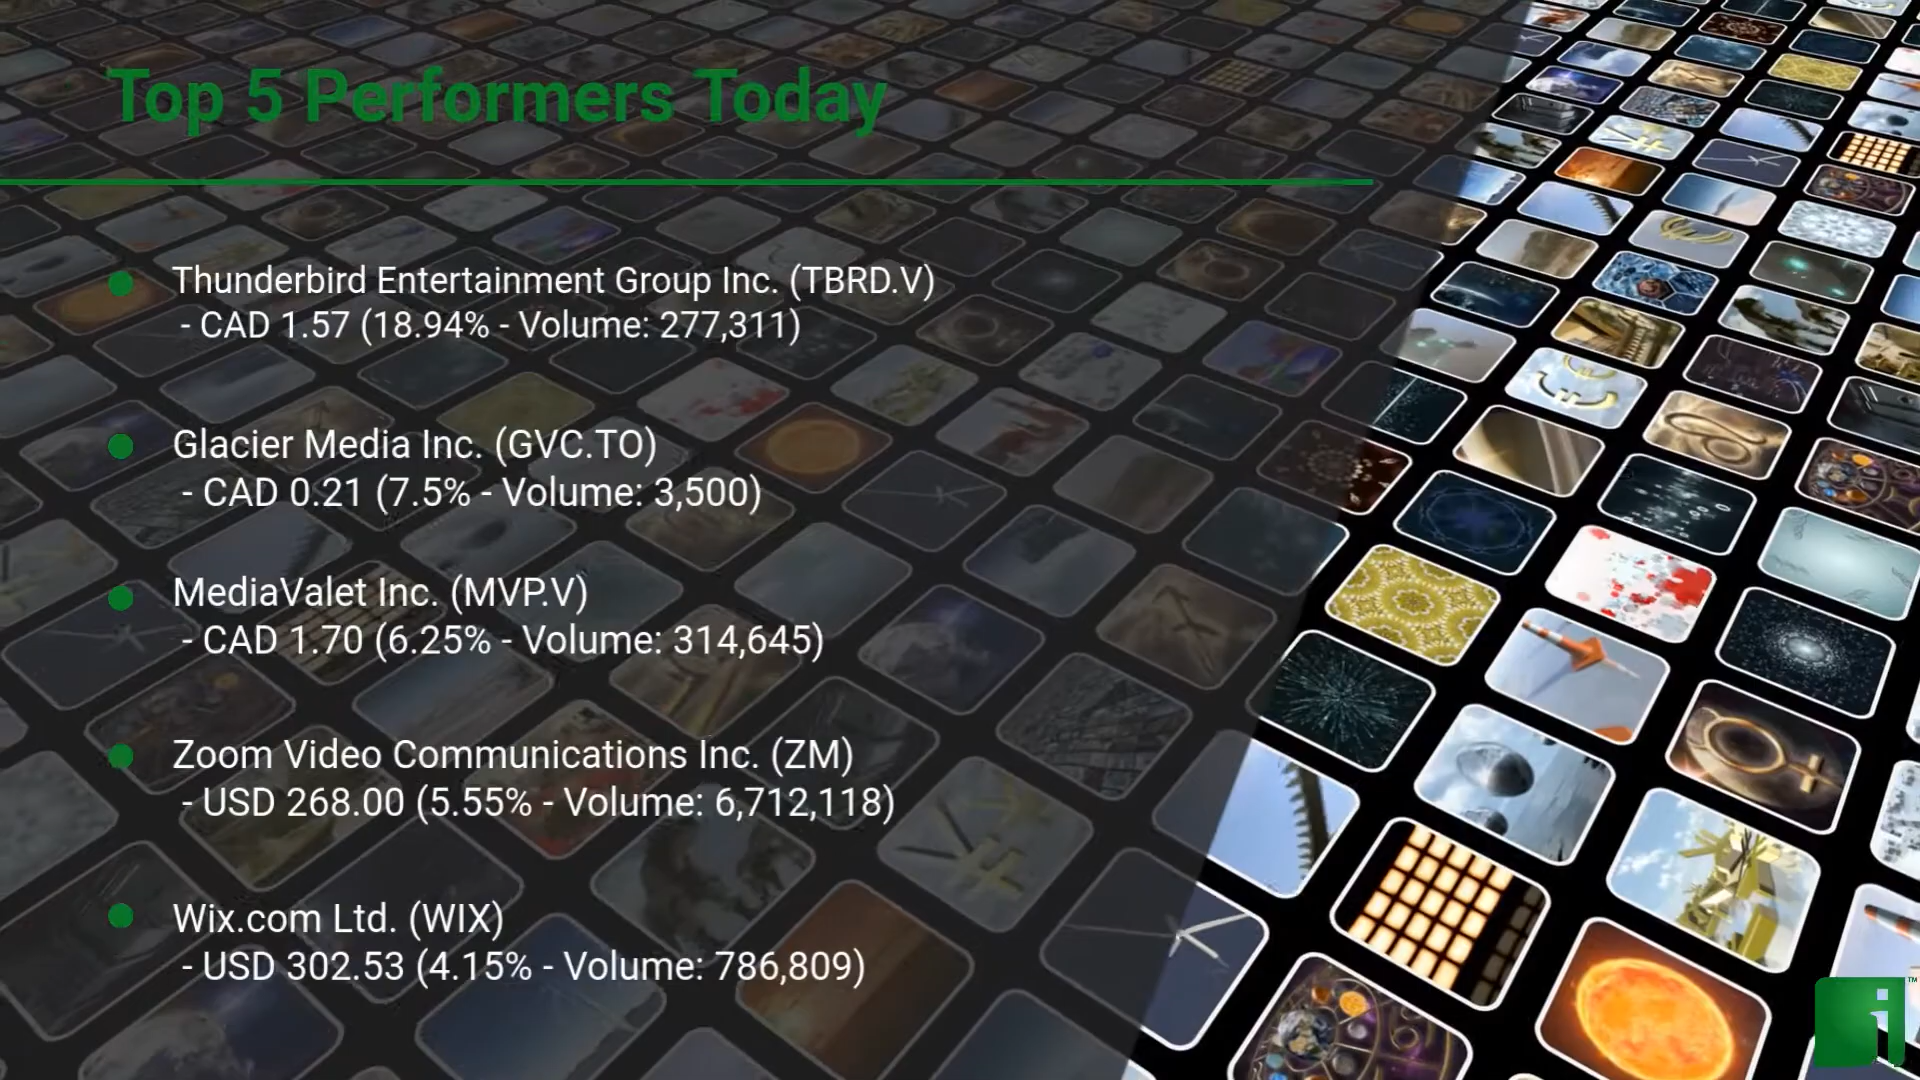 Top 5 Performers Today
Thunderbird Entertainment Group Inc. (TBRD.V)
- CAD 1.57 (18.94% - Volume: 277,311)
Glacier Media Inc. (GVC.TO)
- CAD 0.21 (7.5% - Volume: 3,500)
MediaValet Inc. (MVP.V)
- CAD 1.70 (6.25% - Volume: 314,645)
Zoom Video Communications Inc. (ZM)
- USD 268.00 (5.55% - Volume: 6,712,118)
Wix.com Ltd. (WIX)
- USD 302.53 (4.15% - Volume: 786,809)
i ™